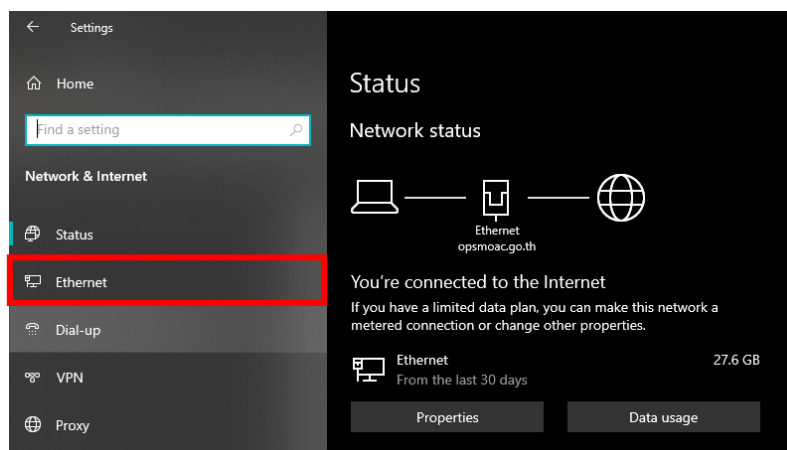 Settings
Home
Find a setting
Network & Internet
Status
Ethernet
Dial-up
VPN
Proxy
Status
Network status
Ethernet
opsmoac.go.th
You're connected to the Internet
If you have a limited data plan, you can make this network a
metered connection or change other properties.
Ethernet
27.6 GB
From the last 30 days
Properties
Data usage